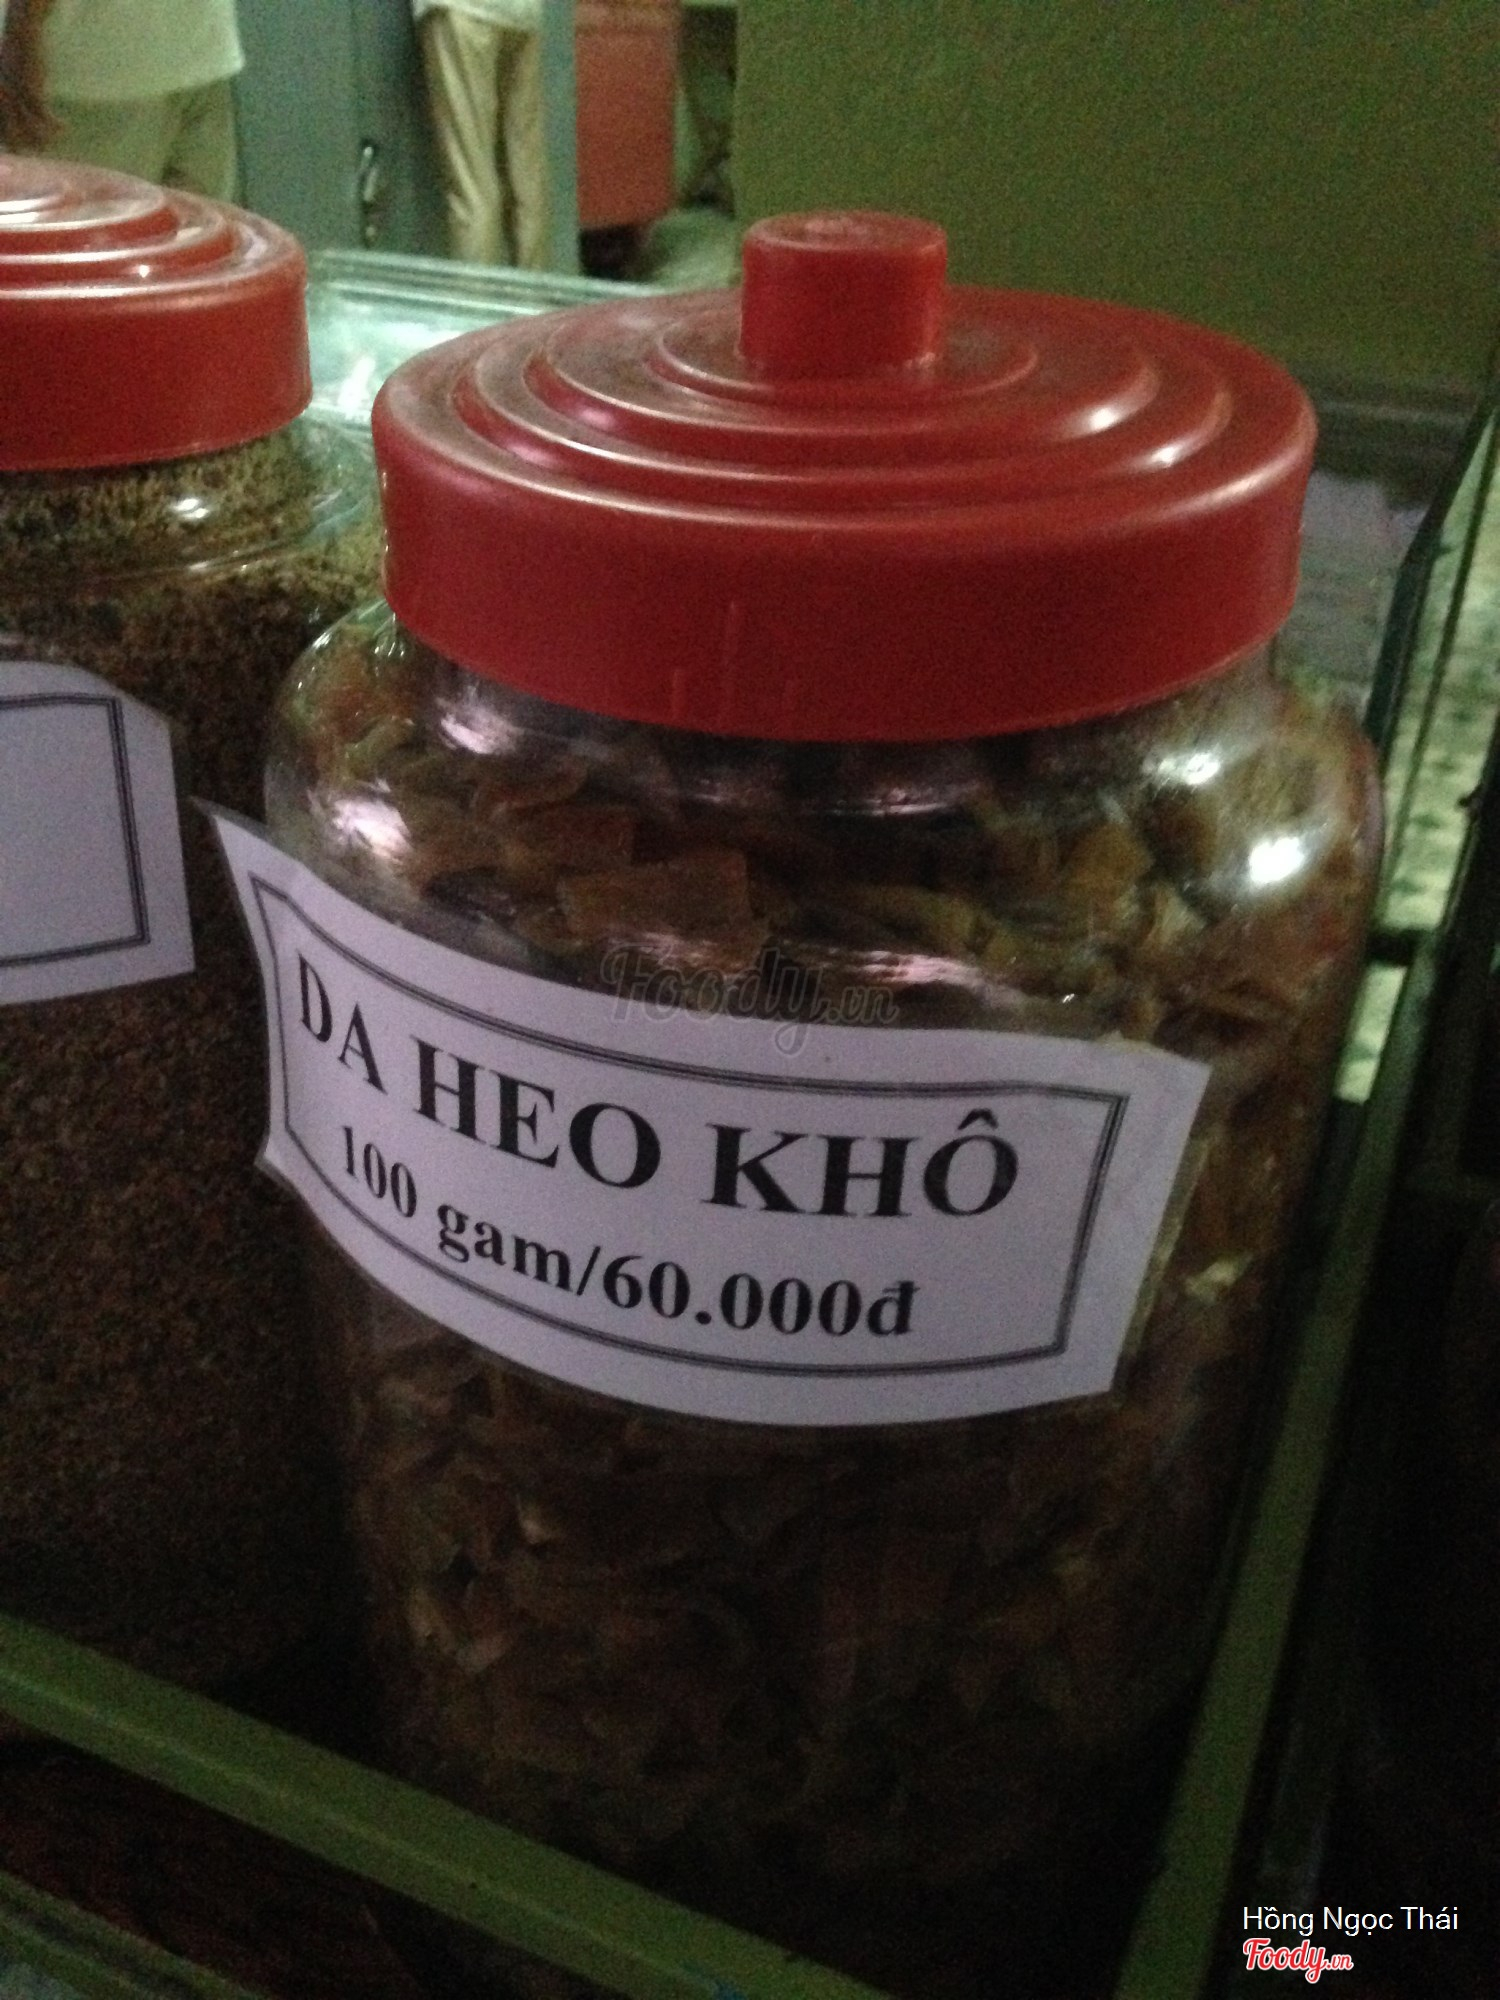 Foody.vn
DA HEO KHÔ
100 gam/60.000đ
Hồng Ngọc Thái
Foody.vn